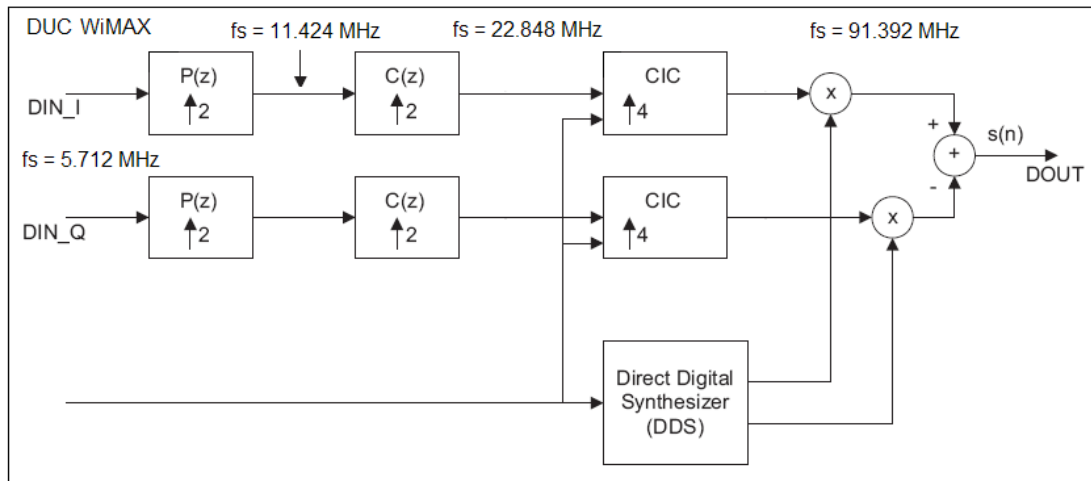 DUC WiMAX
fs = 11.424 MHz
fs = 22.848 MHz
fs = 91.392 MHz
P(z)
↑2
C(z)
↑2
CIC
↑4
x
DIN_I
+
s(n)
+
DOUT
-
fs = 5.712 MHz
P(z)
↑2
C(z)
↑2
CIC
↑4
x
DIN_Q
Direct Digital
Synthesizer
(DDS)